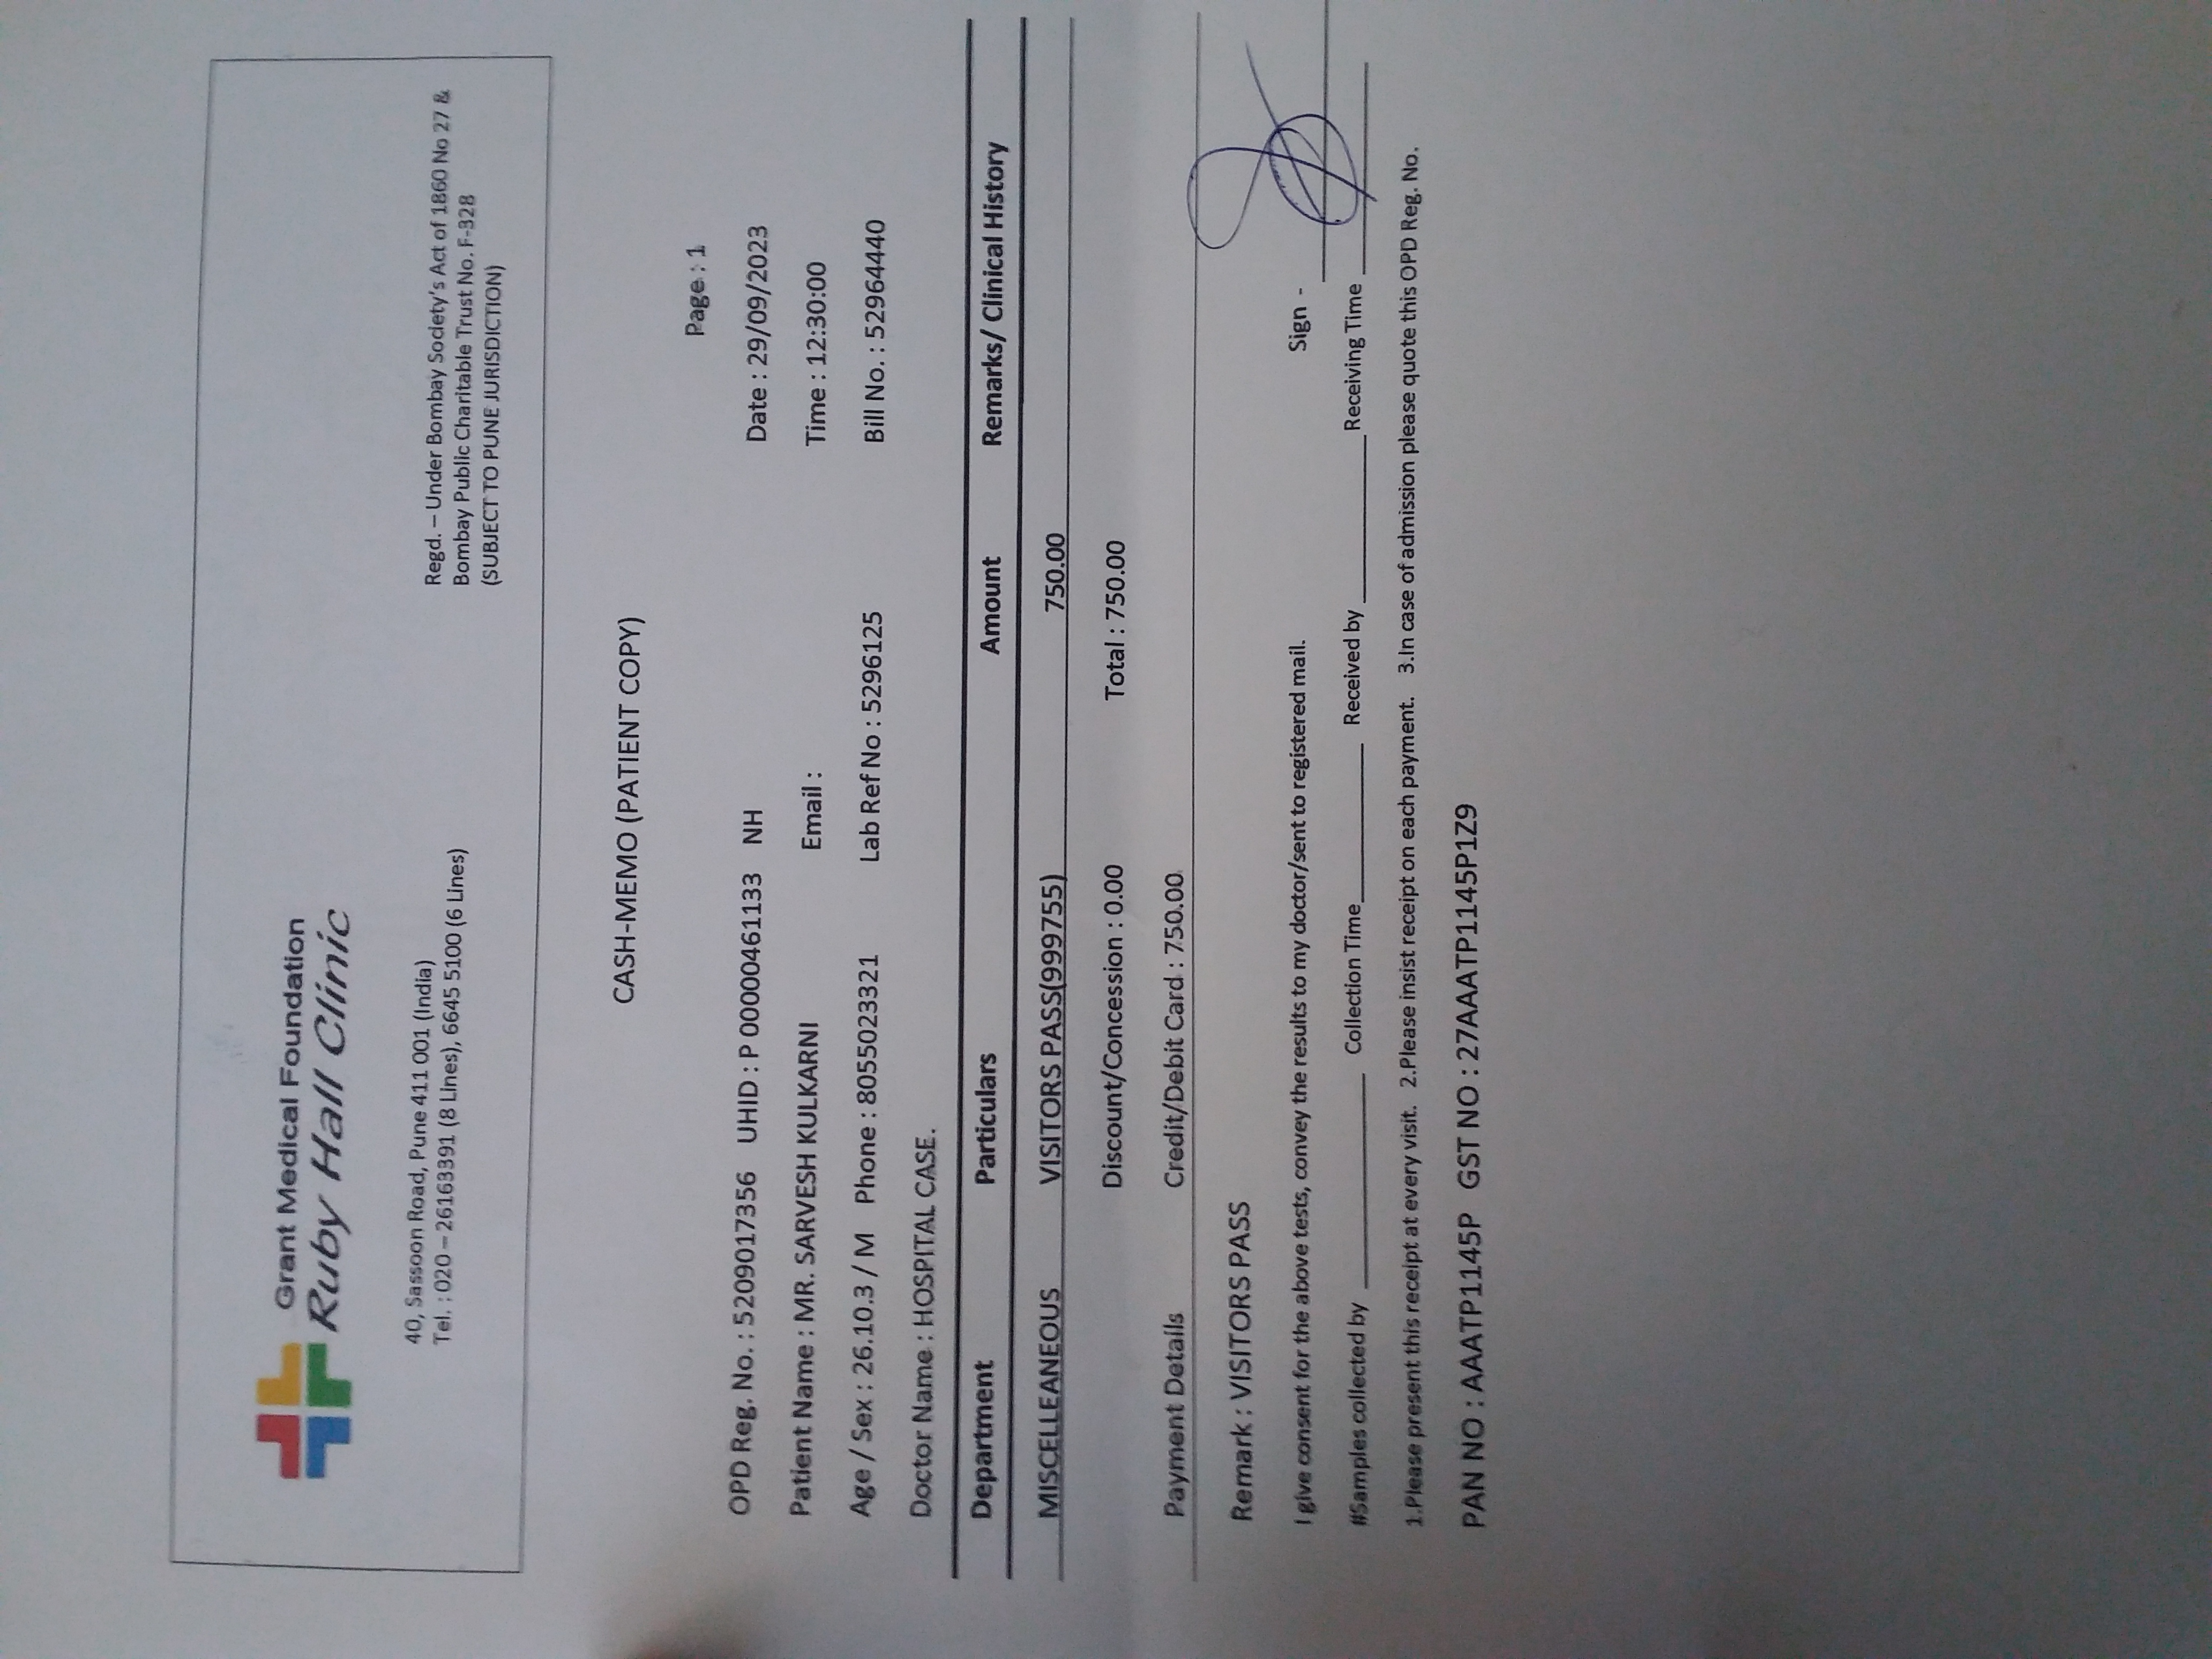 Grant Medical Foundation
Ruby Hall Clinic
40, Sassoon Road, Pune 411 001 (India)
Tel. : 020 – 26163391 (8 Lines), 6645 5100 (6 Lines)
Regd. – Under Bombay Society's Act of 1860 No 27 &
Bombay Public Charitable Trust No. F-328
(SUBJECT TO PUNE JURISDICTION)
CASH-MEMO (PATIENT COPY)
Page : 1
OPD Reg. No. : 5209017356 UHID : P 00000461133 NH Date : 29/09/2023
Patient Name : MR. SARVESH KULKARNI Email : Time : 12:30:00
Age / Sex : 26.10.3 / M Phone : 8055023321 Lab Ref No : 5296125 Bill No. : 52964440
Doctor Name : HOSPITAL CASE.
Department Particulars Amount Remarks/ Clinical History
MISCELLEANEOUS VISITORS PASS(999755) 750.00
Discount/Concession : 0.00 Total : 750.00
Payment Details Credit/Debit Card : 750.00
Remark : VISITORS PASS
I give consent for the above tests, convey the results to my doctor/sent to registered mail. Sign -
#Samples collected by Collection Time Received by Receiving Time
1.Please present this receipt at every visit. 2.Please insist receipt on each payment. 3.In case of admission please quote this OPD Reg. No.
PAN NO : AAATP1145P GST NO : 27AAATP1145P1Z9